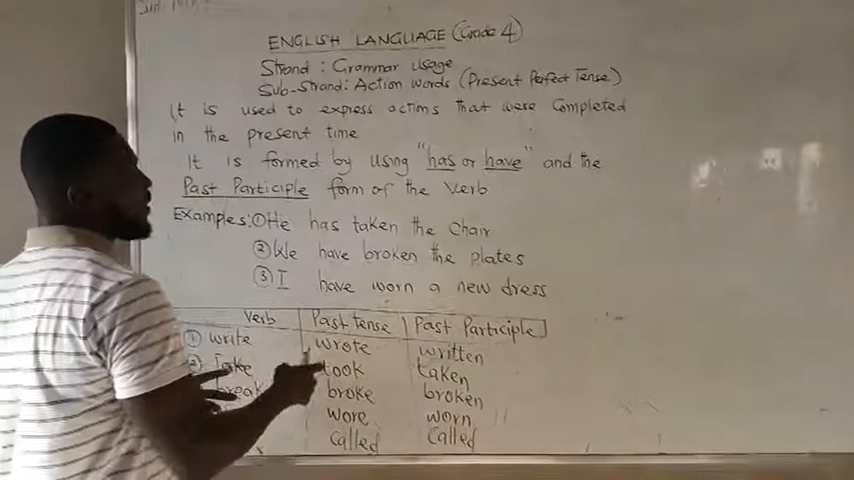 ENGLISH LANGUAGE (Grade 4)
Strand : Grammar usage
Sub-Strand: Action words (Present Perfect Tense)
It is used to express actions that were Completed
in the present time
It is formed by using "has or have" and the
Past Participle form of the Verb
Examples: ① He has taken the Chair
② We have broken the plates
③ I have worn a new dress
Verb Past Tense Past Participle
① write wrote written
② Take took taken
break broke broken
wore worn
called called